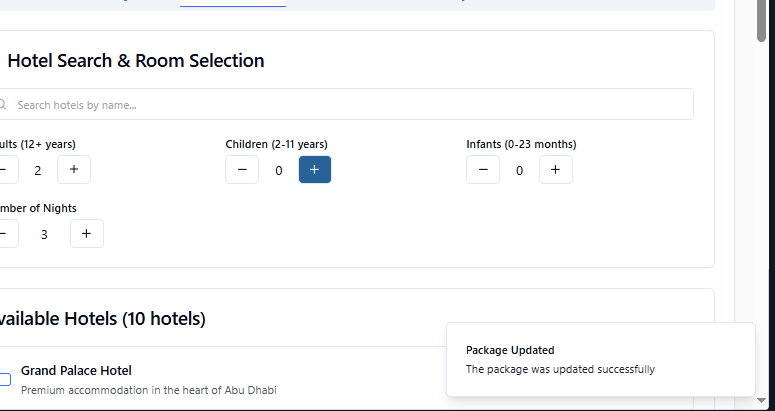 Hotel Search & Room Selection
Search hotels by name...
ults (12+ years)
Children (2-11 years)
Infants (0-23 months)
2
0
0
mber of Nights
3
vailable Hotels (10 hotels)
Grand Palace Hotel
Premium accommodation in the heart of Abu Dhabi
Package Updated
The package was updated successfully